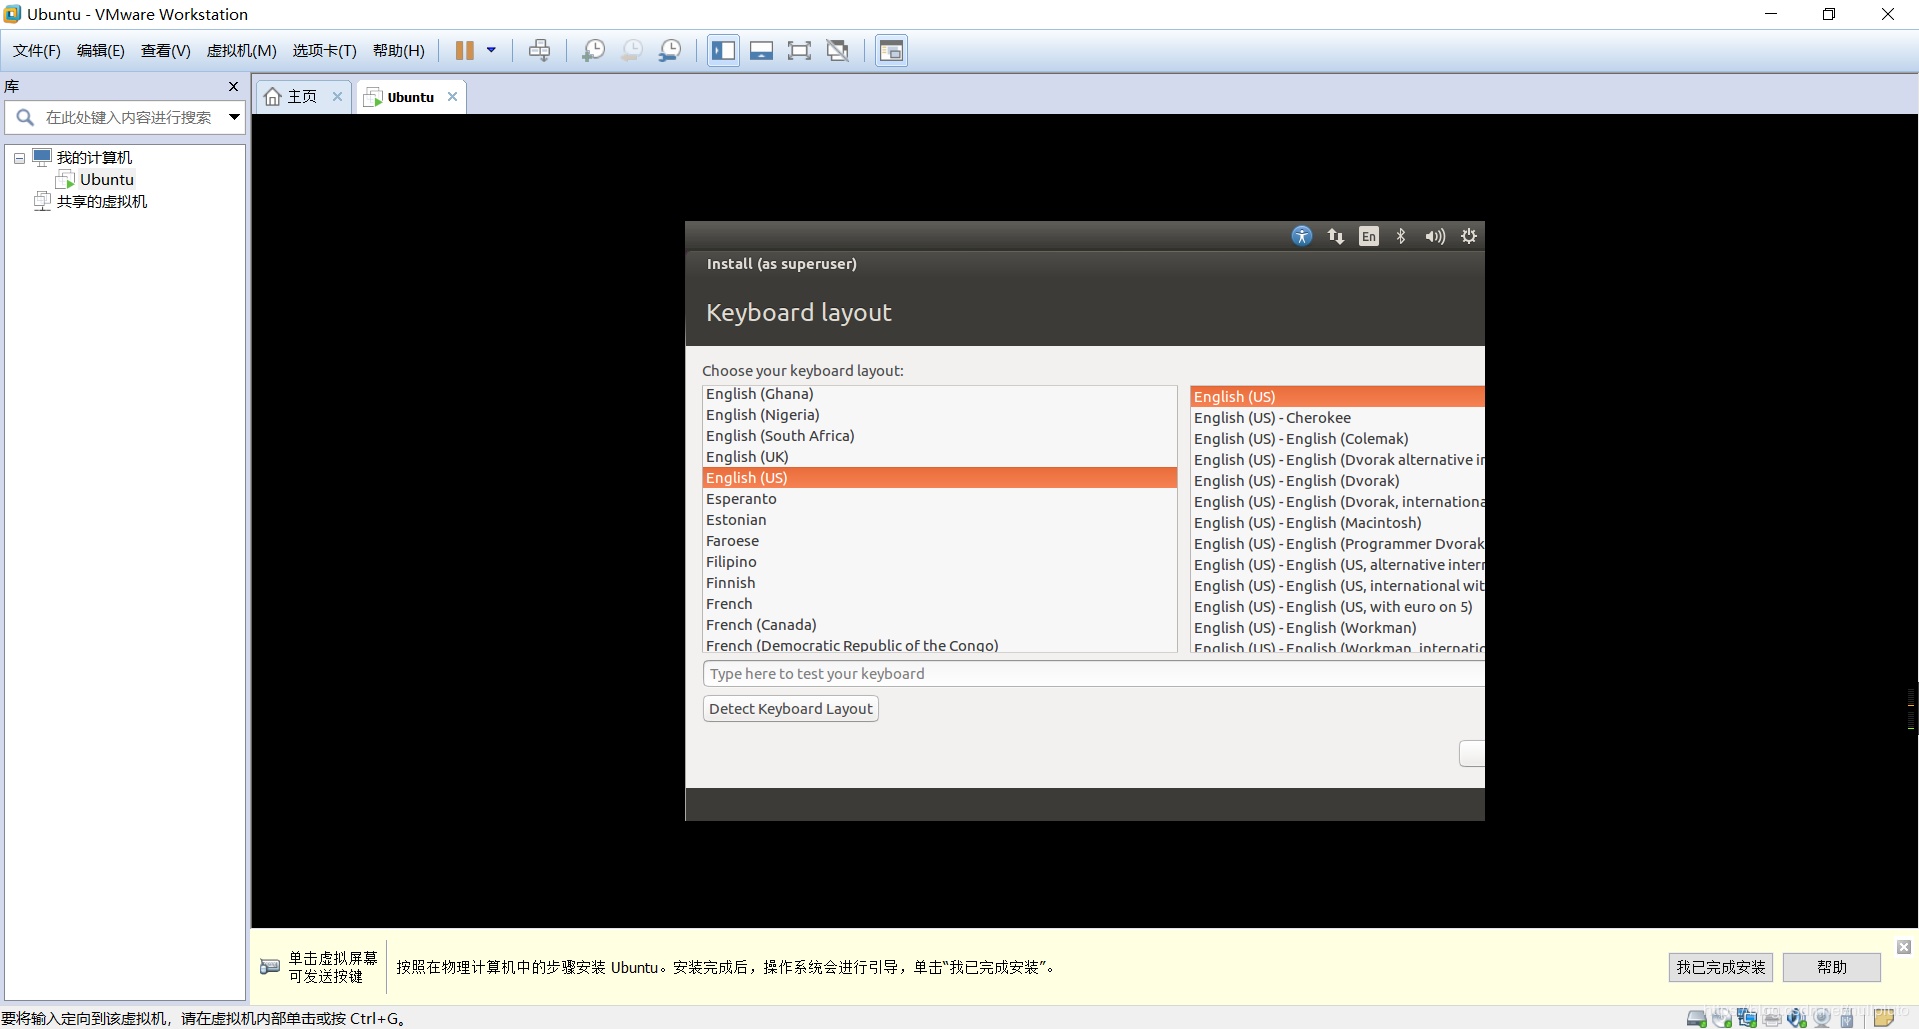 Ubuntu - VMware Workstation
文件(F) 编辑(E) 查看(V) 虚拟机(M) 选项卡(T) 帮助(H)
库
主页
Ubuntu
在此处键入内容进行搜索
我的计算机
Ubuntu
共享的虚拟机
En
Install (as superuser)
Keyboard layout
Choose your keyboard layout:
English (Ghana)
English (Nigeria)
English (South Africa)
English (UK)
English (US)
Esperanto
Estonian
Faroese
Filipino
Finnish
French
French (Canada)
French (Democratic Republic of the Congo)
English (US)
English (US) - Cherokee
English (US) - English (Colemak)
English (US) - English (Dvorak alternative in
English (US) - English (Dvorak)
English (US) - English (Dvorak, internationa
English (US) - English (Macintosh)
English (US) - English (Programmer Dvorak
English (US) - English (US, alternative interr
English (US) - English (US, international wit
English (US) - English (US, with euro on 5)
English (US) - English (Workman)
English (US) - English (Workman, internatio
Type here to test your keyboard
Detect Keyboard Layout
单击虚拟屏幕
可发送按键
按照在物理计算机中的步骤安装 Ubuntu。安装完成后，操作系统会进行引导，单击“我已完成安装”。
我已完成安装
帮助
要将输入定向到该虚拟机，请在虚拟机内部单击或按 Ctrl+G。